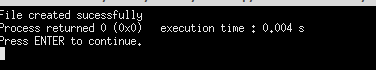 File created sucessfully
Process returned 0 (0x0)   execution time : 0.004 s
Press ENTER to continue.